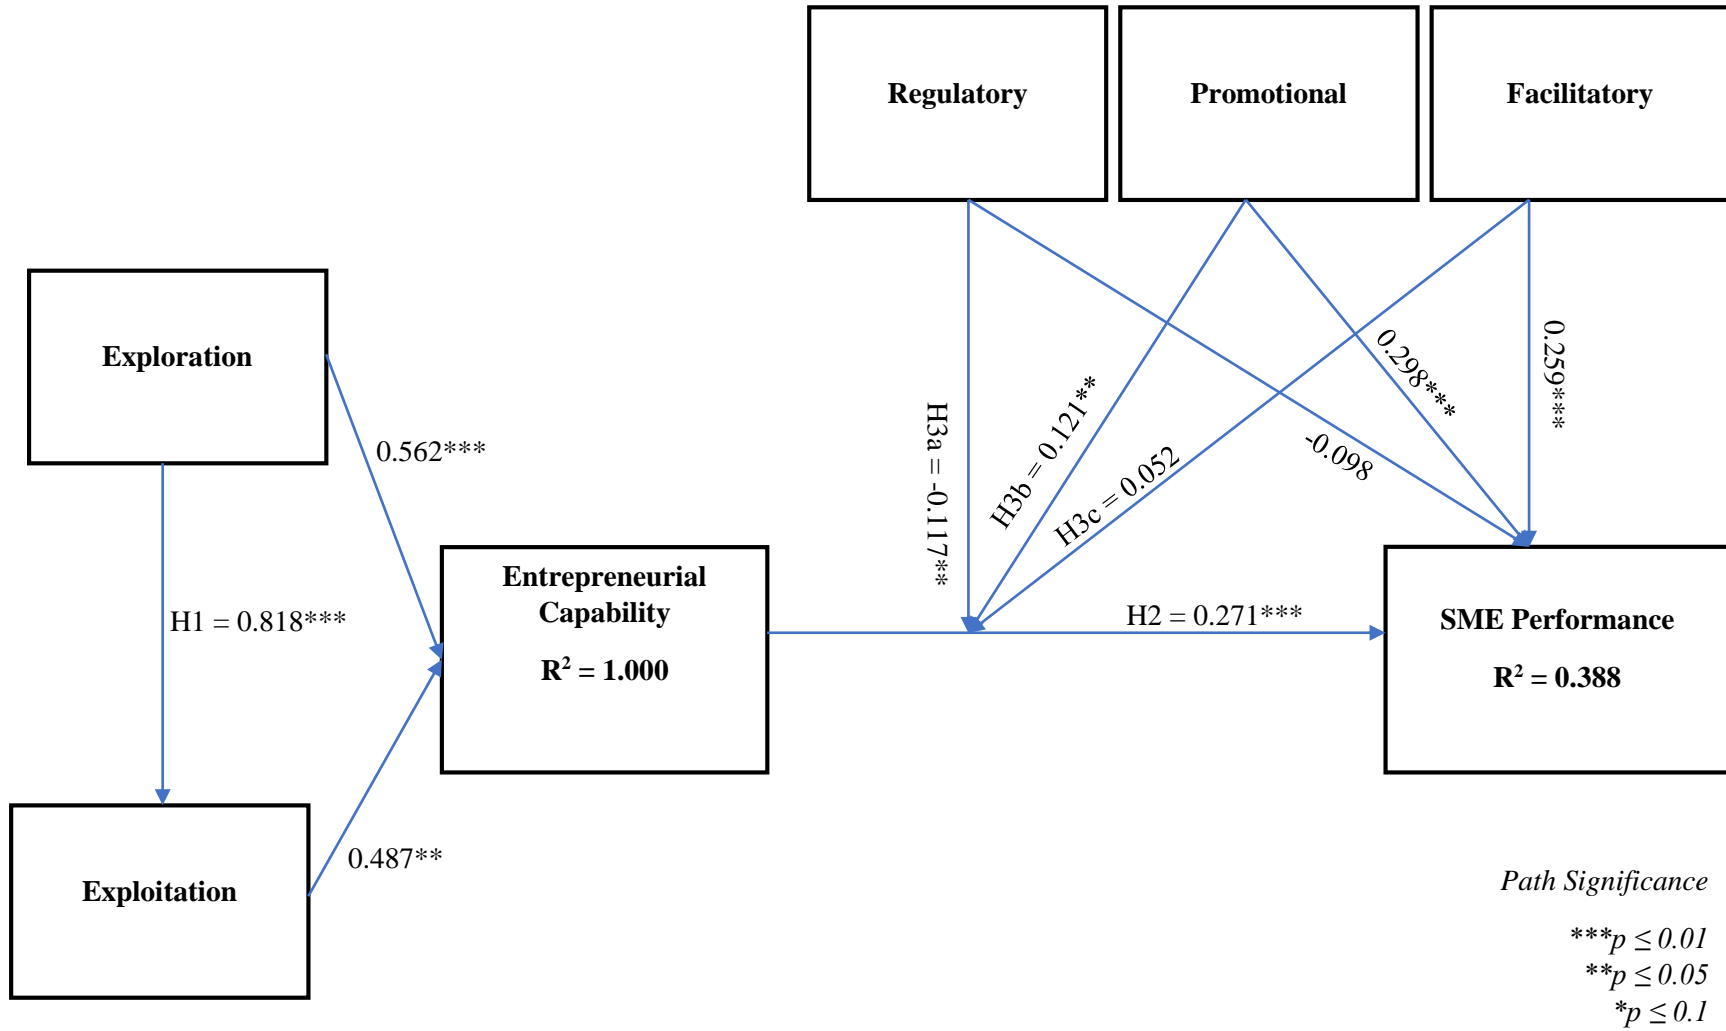 Regulatory
Promotional
Facilitatory
Exploration
0.562***
H1 = 0.818***
Exploitation
0.487**
Entrepreneurial
Capability
R² = 1.000
H3a = -0.117**
H3b = 0.121**
H3c = 0.052
-0.098
0.298***
0.259***
H2 = 0.271***
SME Performance
R² = 0.388
Path Significance
***p ≤ 0.01
**p ≤ 0.05
*p ≤ 0.1